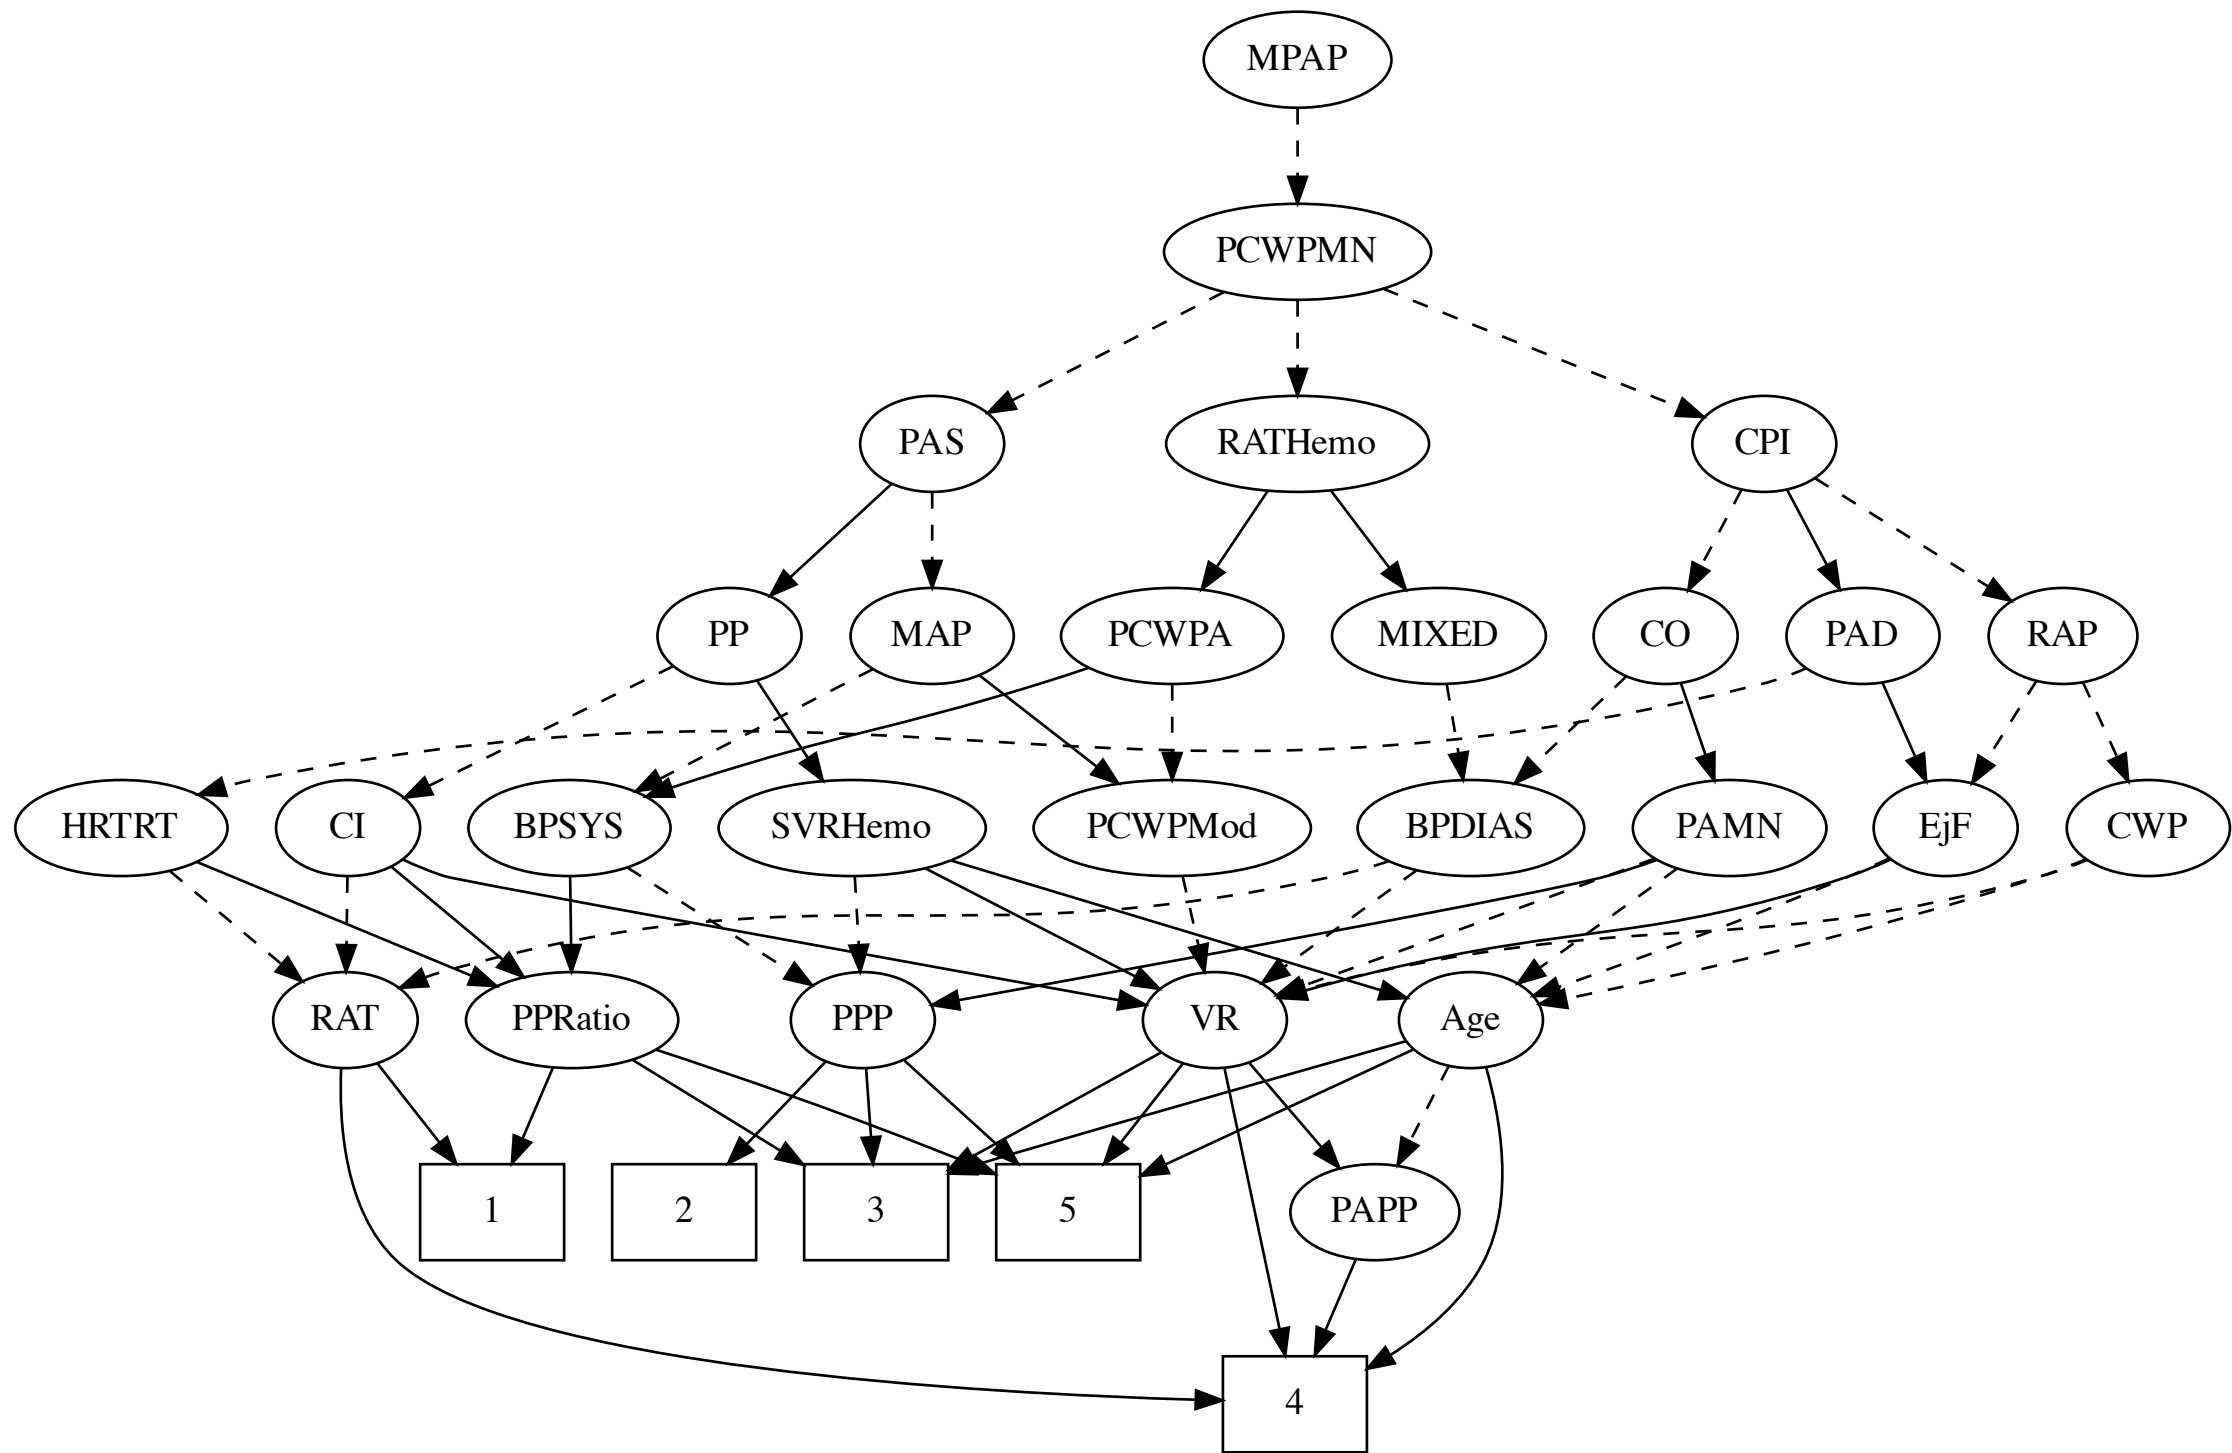 MPAP
PCWPMN
PAS
RATHemo
CPI
PP
MAP
PCWPA
MIXED
CO
PAD
RAP
HRTRT
CI
BPSYS
SVRHemo
PCWPMod
BPDIAS
PAMN
EjF
CWP
RAT
PPRatio
PPP
VR
Age
1
2
3
5
PAPP
4